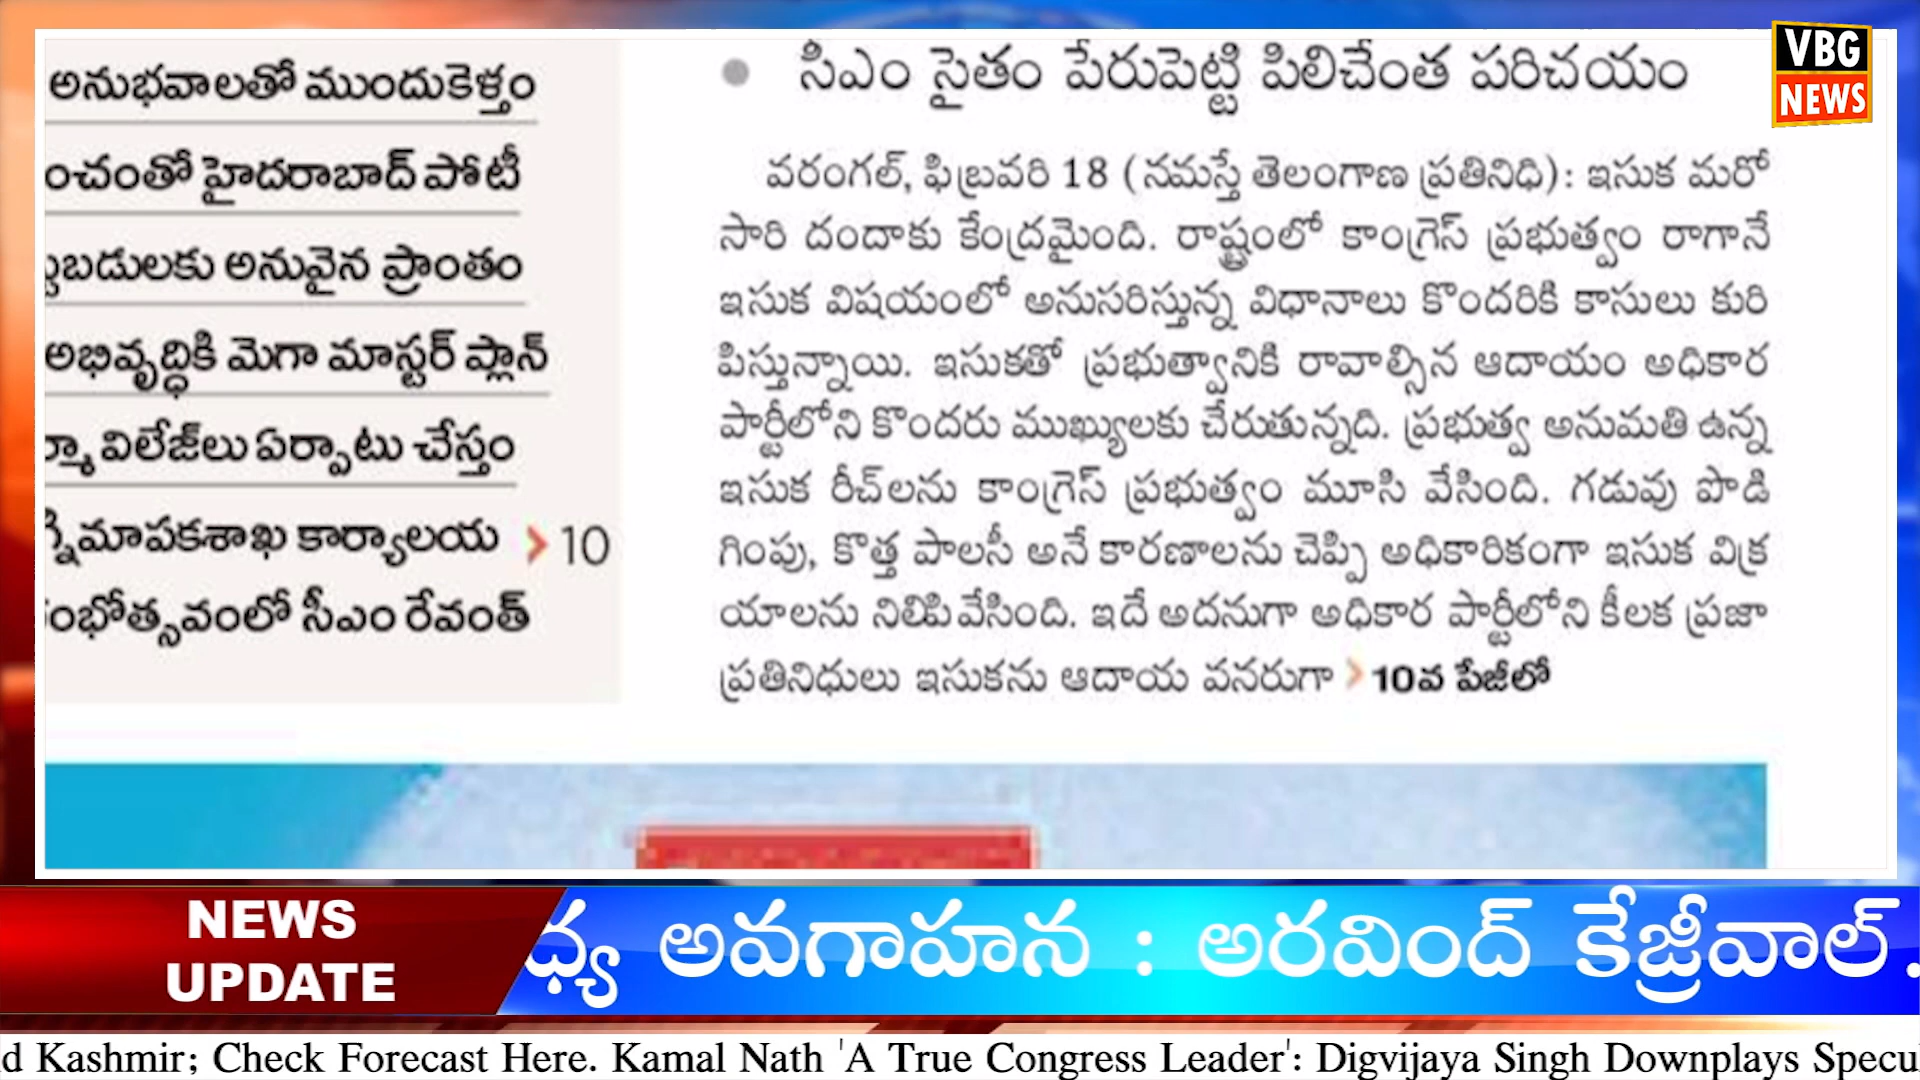 అనుభవాలతో ముందుకెళ్తం
ంచంతో హైదరాబాద్ పోటీ
అనువైన ప్రాంతం
అభివృద్ధికి మెగా మాస్టర్ ప్లాన్
విలేజ్‌లు ఏర్పాటు చేస్తం
కార్యాలయ > 10
సీఎం రేవంత్
సీఎం సైతం పేరుపెట్టి పిలిచేంత పరిచయం
వరంగల్, ఫిబ్రవరి 18 (నమస్తే తెలంగాణ ప్రతినిధి): ఇసుక మరో
సారి దందాకు కేంద్రమైంది. రాష్ట్రంలో కాంగ్రెస్ ప్రభుత్వం రాగానే
ఇసుక విషయంలో అనుసరిస్తున్న విధానాలు కొందరికి కాసులు కురి
పిస్తున్నాయి. ఇసుకతో ప్రభుత్వానికి రావాల్సిన ఆదాయం అధికార
పార్టీలోని కొందరు ముఖ్యులకు చేరుతున్నది. ప్రభుత్వ అనుమతి ఉన్న
ఇసుక రీచ్‌లను కాంగ్రెస్ ప్రభుత్వం మూసి వేసింది. గడువు పొడి
గింపు, కొత్త పాలసీ అనే కారణాలను చెప్పి అధికారికంగా ఇసుక విక్ర
యాలను నిలిపివేసింది. ఇదే అదనుగా అధికార పార్టీలోని కీలక ప్రజా
ప్రతినిధులు ఇసుకను ఆదాయ వనరుగా > 10వ పేజీలో
VBG
NEWS
NEWS
UPDATE
ధ్య అవగాహన : అరవింద్ కేజ్రీవాల్.
d Kashmir; Check Forecast Here. Kamal Nath 'A True Congress Leader': Digvijaya Singh Downplays Specu